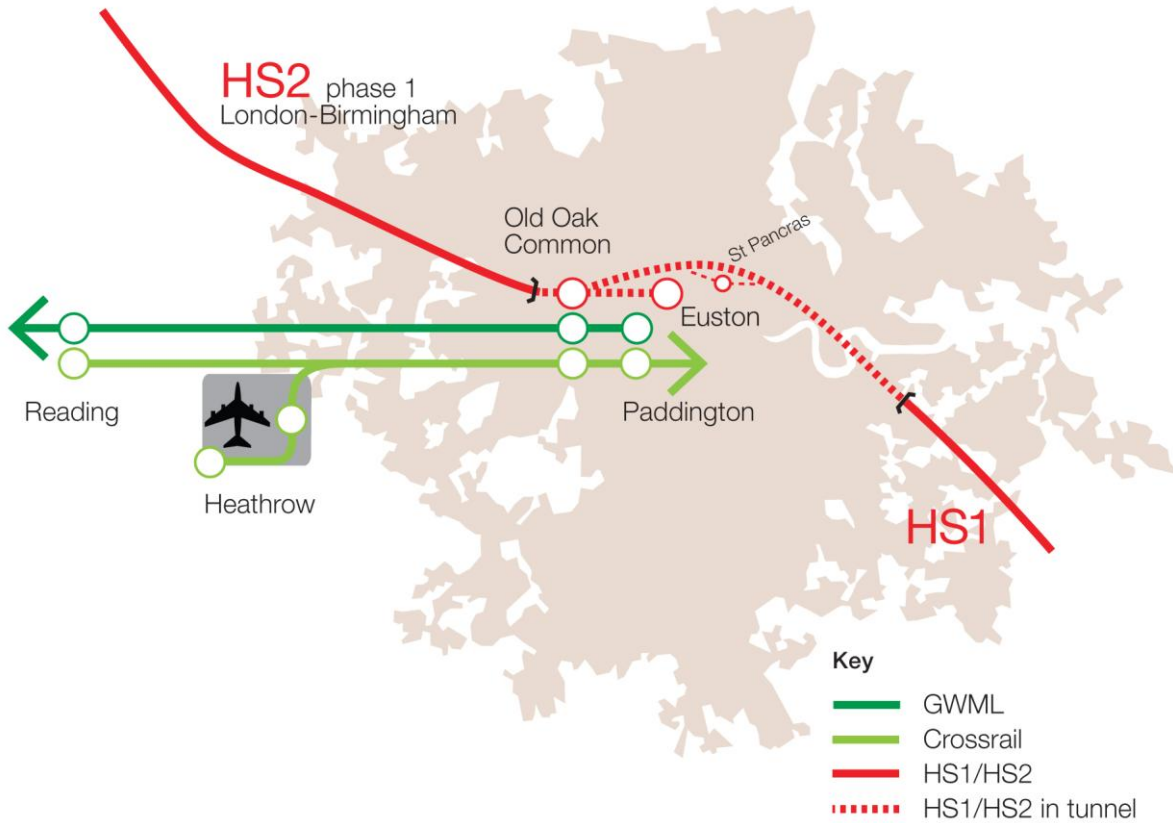 HS2 phase 1
London-Birmingham
Old Oak
Common
St Pancras
Euston
Reading
Paddington
Heathrow
HS1
Key
GWML
Crossrail
HS1/HS2
HS1/HS2 in tunnel